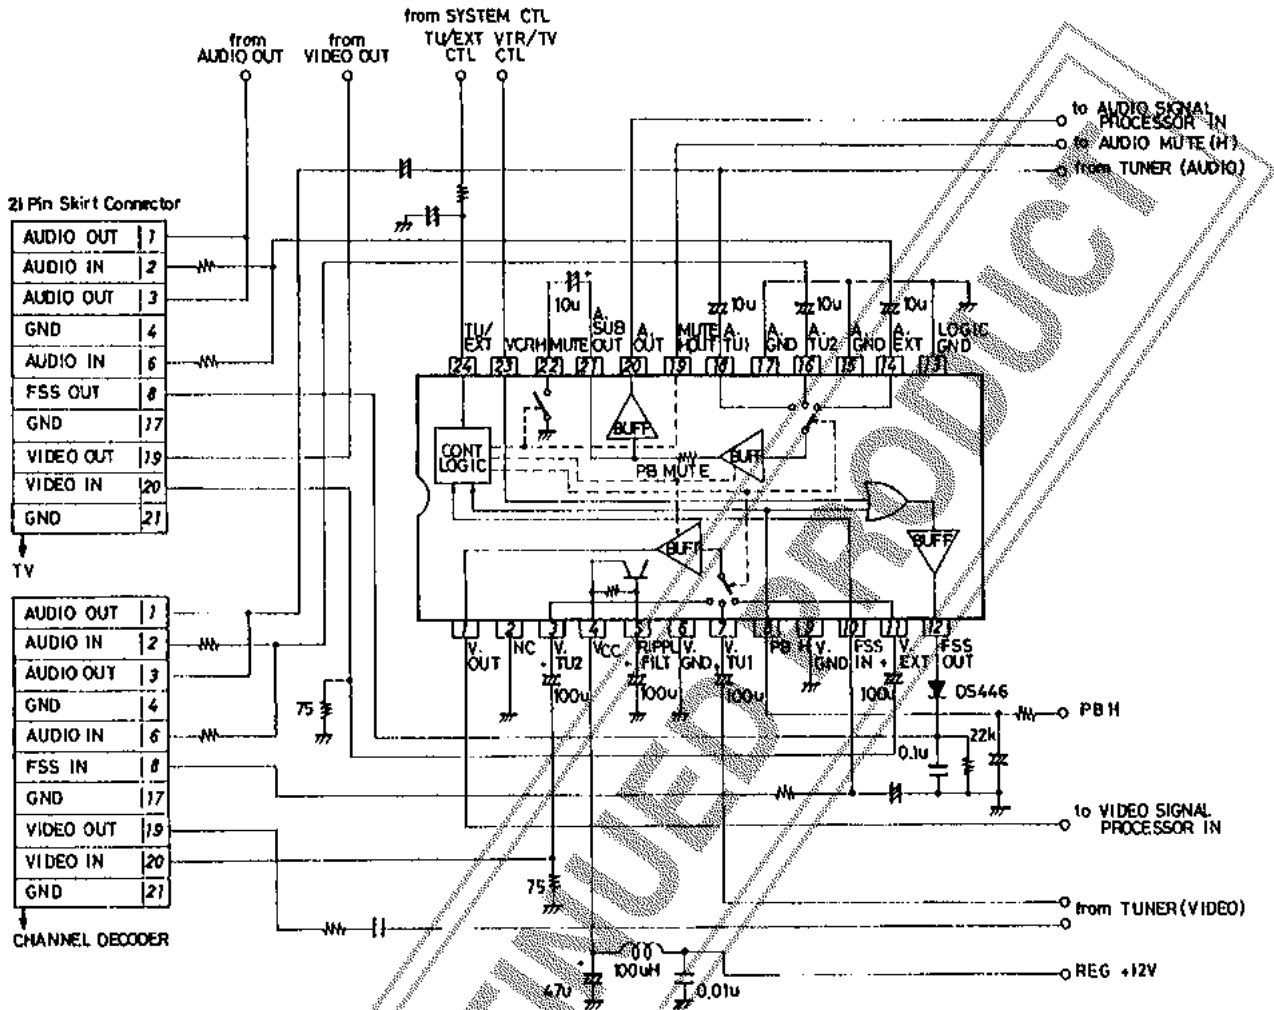 from SYSTEM CTL
from AUDIO OUT
from VIDEO OUT
TU/EXT CTL
VTR/TV CTL
to AUDIO SIGNAL PROCESSOR IN
to AUDIO MUTE (H)
from TUNER (AUDIO)
21 Pin Skirt Connector
AUDIO OUT 1
AUDIO IN 2
AUDIO OUT 3
GND 4
AUDIO IN 6
FSS OUT 8
GND 17
VIDEO OUT 19
VIDEO IN 20
GND 21
TV
10u
10u
10u
10u
TU/EXT
VCRH
MUTE
A. SUB OUT
A. OUT
MUTE HOUT
A. TU1
A. GND
A. TU2
A. GND
A. EXT
LOGIC GND
24 23 22 21 20 19 18 17 16 15 14 13
CONT LOGIC
BUFF
PB MUTE
BUFF
BUFF
BUFF
1 2 3 4 5 6 7 8 9 10 11 12
V. OUT
NC
V. TU2
VCC
RIPPL FILT
V. GND
V. TU1
PB H
V. GND
FSS IN
V. EXT
FSS OUT
100u
100u
100u
100u
DS446
AUDIO OUT 1
AUDIO IN 2
AUDIO OUT 3
GND 4
AUDIO IN 6
FSS IN 8
GND 17
VIDEO OUT 19
VIDEO IN 20
GND 21
CHANNEL DECODER
75
PBH
22k
0.1u
to VIDEO SIGNAL PROCESSOR IN
75
from TUNER (VIDEO)
100uH
47u
0.01u
REG +12V
TINUED PRODUCT